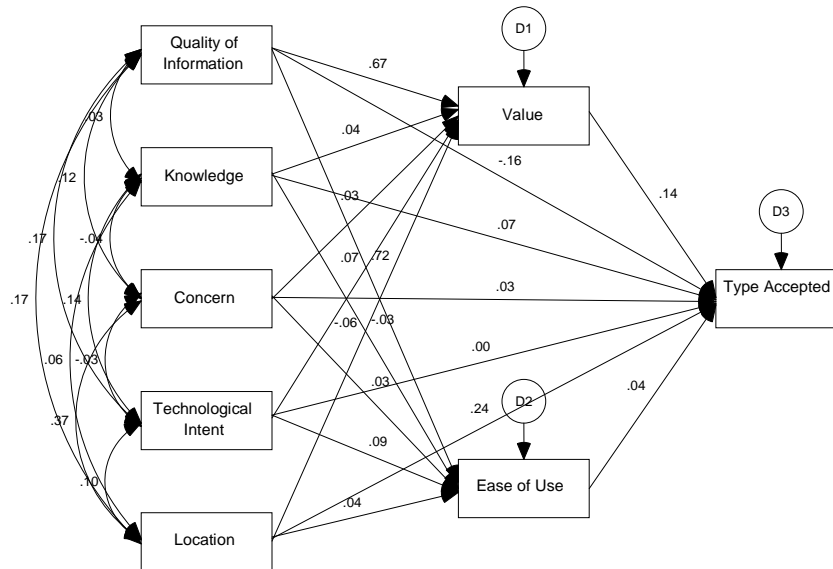 D1
Quality of
Information
.67
Value
.03
.04
-.16
Knowledge
.12
.03
.14
D3
-.04
.07
.17
.07
.72
Concern
.03
Type Accepted
.17
.14
-.06
-.03
.00
.06
-.03
.03
D2
.04
.24
Technological
Intent
.37
.09
.10
Ease of Use
.04
Location